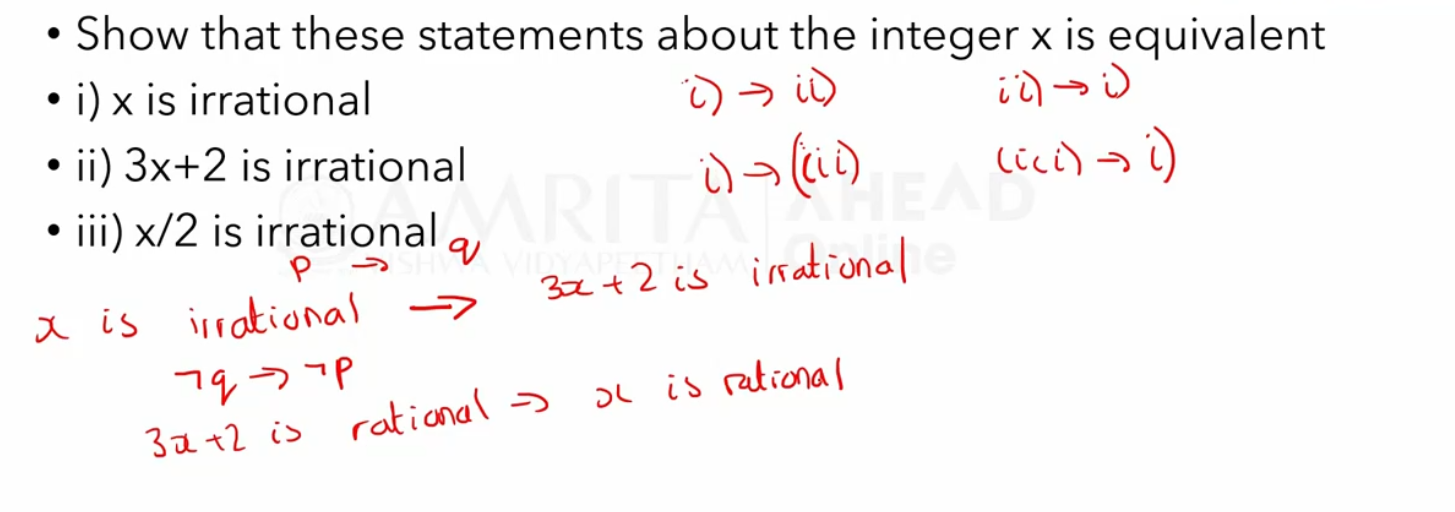 • Show that these statements about the integer x is equivalent
• i) x is irrational i) → ii) ii) → i)
• ii) 3x+2 is irrational i) → (iii) (iii) → i)
• iii) x/2 is irrational
AMRITA AHEAD
VISHWA VIDYAPEETHAM Online
p → q
x is irrational → 3x + 2 is irrational
¬q → ¬p
3x+2 is rational → x is rational